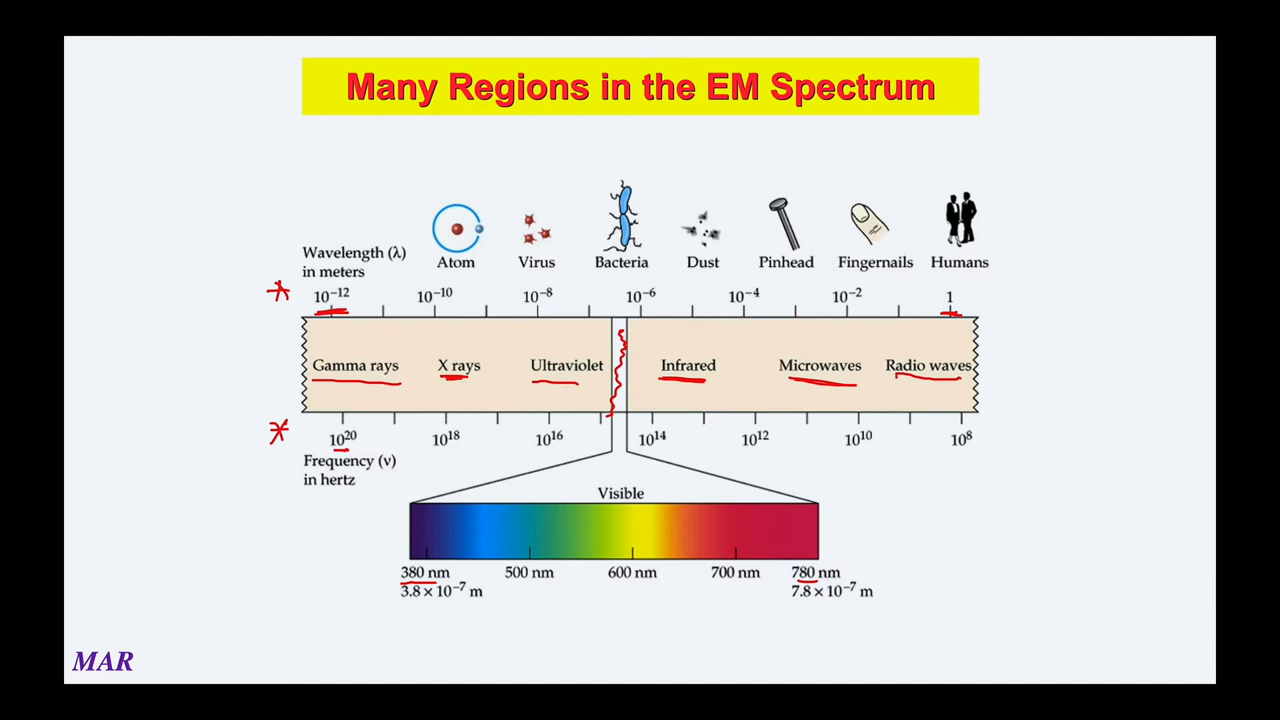 Many Regions in the EM Spectrum
Wavelength (λ)
in meters
Atom Virus Bacteria Dust Pinhead Fingernails Humans
10⁻¹² 10⁻¹⁰ 10⁻⁸ 10⁻⁶ 10⁻⁴ 10⁻² 1
Gamma rays X rays Ultraviolet Infrared Microwaves Radio waves
10²⁰ 10¹⁸ 10¹⁶ 10¹⁴ 10¹² 10¹⁰ 10⁸
Frequency (ν)
in hertz
Visible
380 nm 500 nm 600 nm 700 nm 780 nm
3.8 × 10⁻⁷ m 7.8 × 10⁻⁷ m
MAR